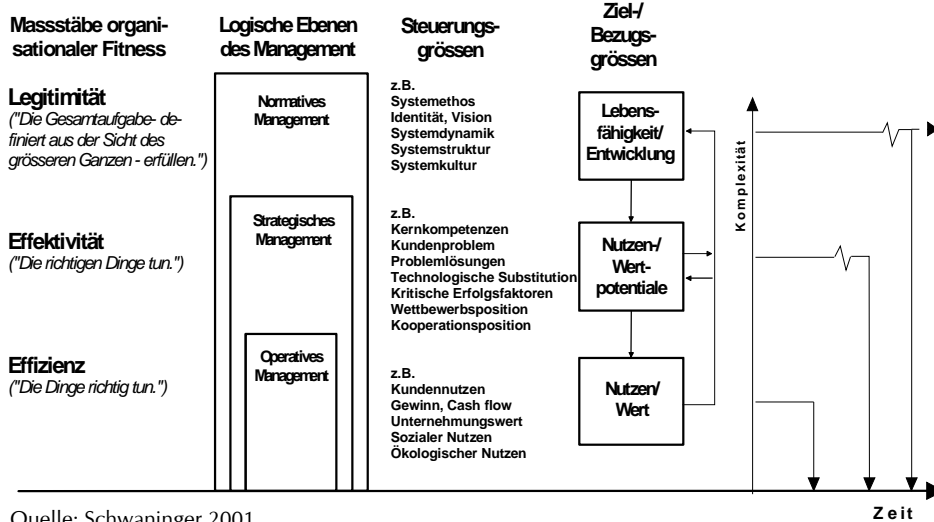 Massstäbe organi-
sationaler Fitness
Logische Ebenen
des Management
Steuerungs-
grössen
Ziel-/
Bezugs-
grössen
Legitimität
("Die Gesamtaufgabe- de-
finiert aus der Sicht des
grösseren Ganzen - erfüllen.")
Normatives
Management
z.B.
Systemethos
Identität, Vision
Systemdynamik
Systemstruktur
Systemkultur
Lebens-
fähigkeit/
Entwicklung
Komplexität
Effektivität
("Die richtigen Dinge tun.")
Strategisches
Management
z.B.
Kernkompetenzen
Kundenproblem
Problemlösungen
Technologische Substitution
Kritische Erfolgsfaktoren
Wettbewerbsposition
Kooperationsposition
Nutzen-/
Wert-
potentiale
Effizienz
("Die Dinge richtig tun.")
Operatives
Management
z.B.
Kundennutzen
Gewinn, Cash flow
Unternehmungswert
Sozialer Nutzen
Ökologischer Nutzen
Nutzen/
Wert
Zeit
Quelle: Schwaninger 2001